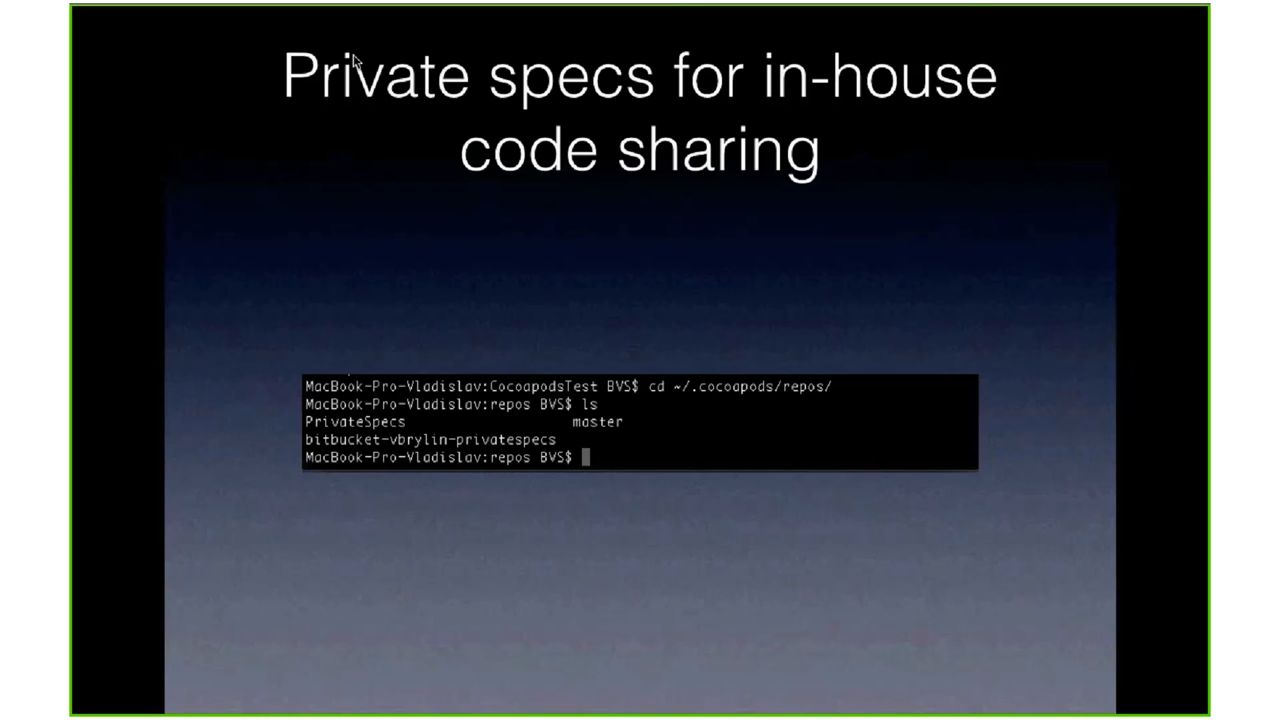 Private specs for in-house
code sharing
MacBook-Pro-Vladislav:CocoapodsTest BVS$ cd ~/.cocoapods/repos/
MacBook-Pro-Vladislav:repos BVS$ ls
PrivateSpecs master
bitbucket-vbrylin-privatespecs
MacBook-Pro-Vladislav:repos BVS$